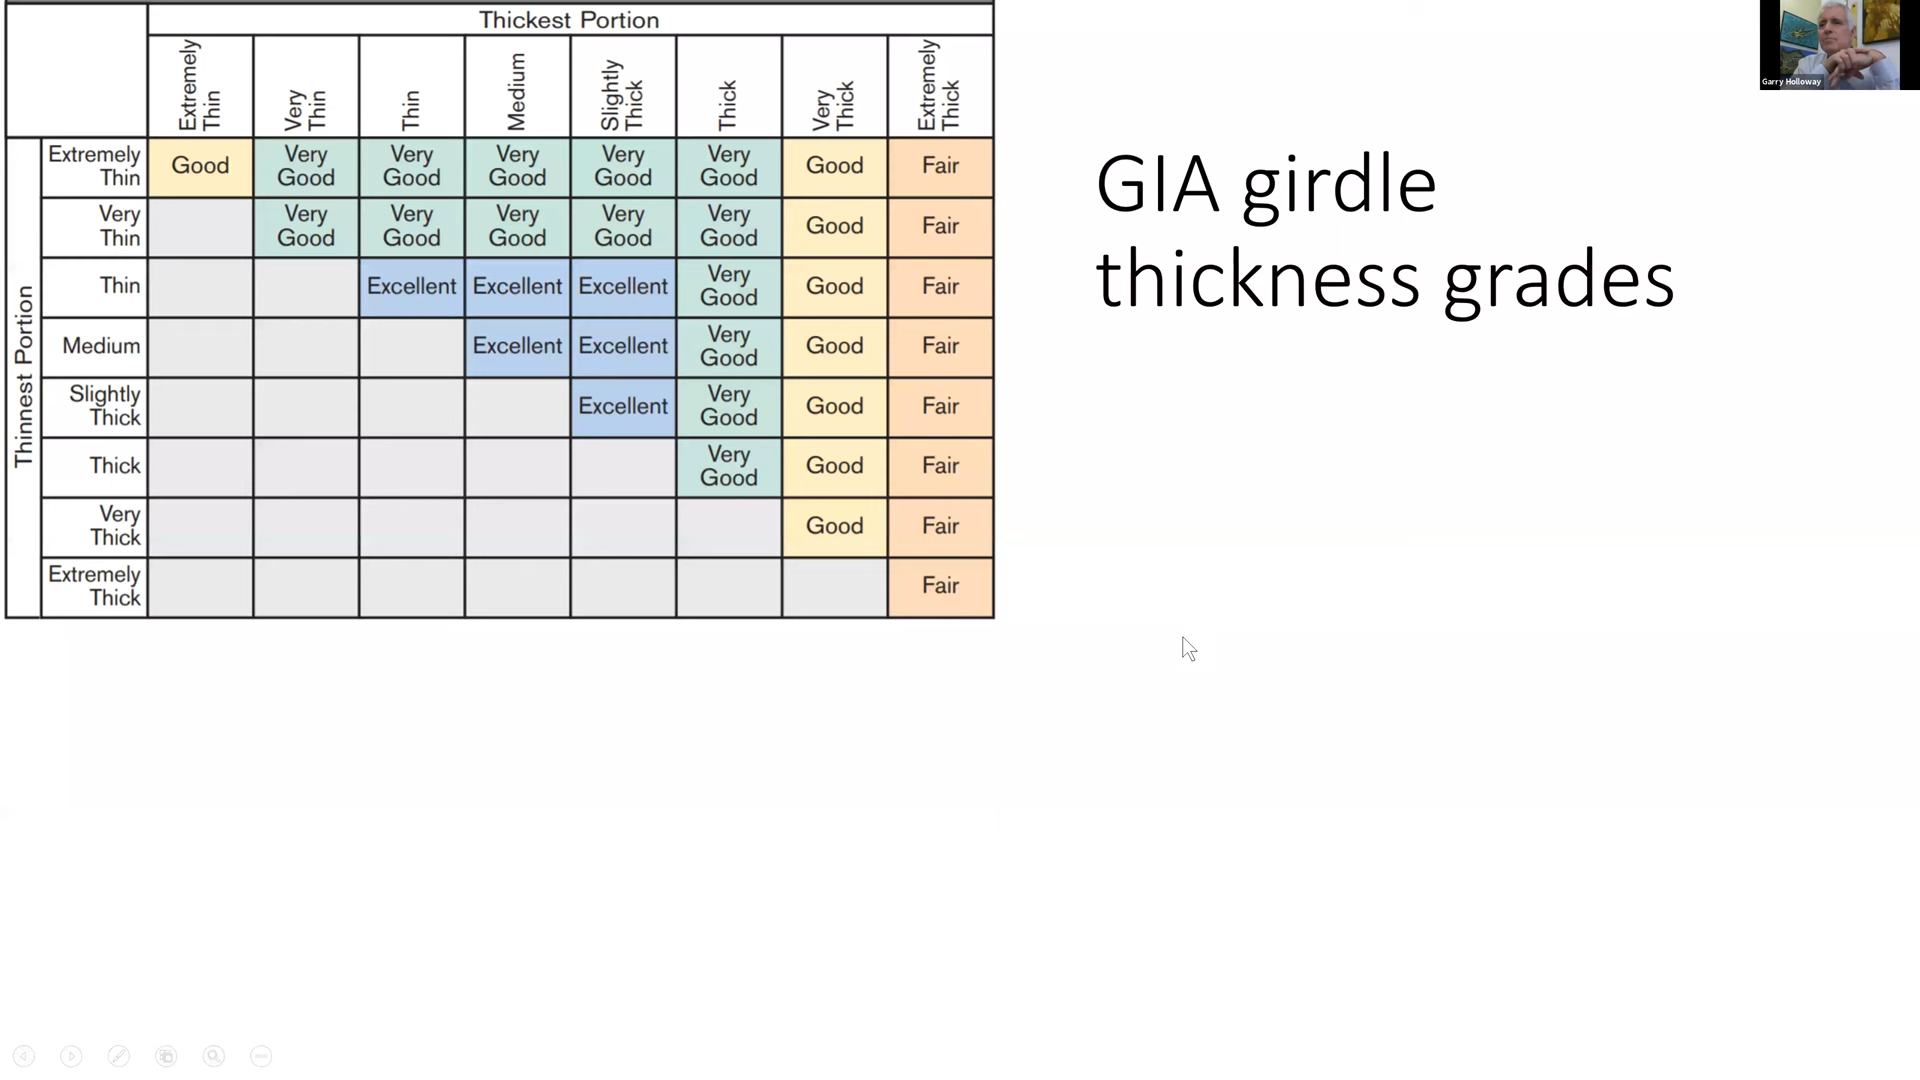 Thickest Portion
Extremely Thin
Very Thin
Thin
Medium
Slightly Thick
Thick
Very Thick
Extremely Thick
Thinnest Portion
Extremely Thin Good Very Good Very Good Very Good Very Good Very Good Good Fair
Very Thin Very Good Very Good Very Good Very Good Very Good Good Fair
Thin Excellent Excellent Excellent Very Good Good Fair
Medium Excellent Excellent Very Good Good Fair
Slightly Thick Excellent Very Good Good Fair
Thick Very Good Good Fair
Very Thick Good Fair
Extremely Thick Fair
GIA girdle
thickness grades
Garry Holloway